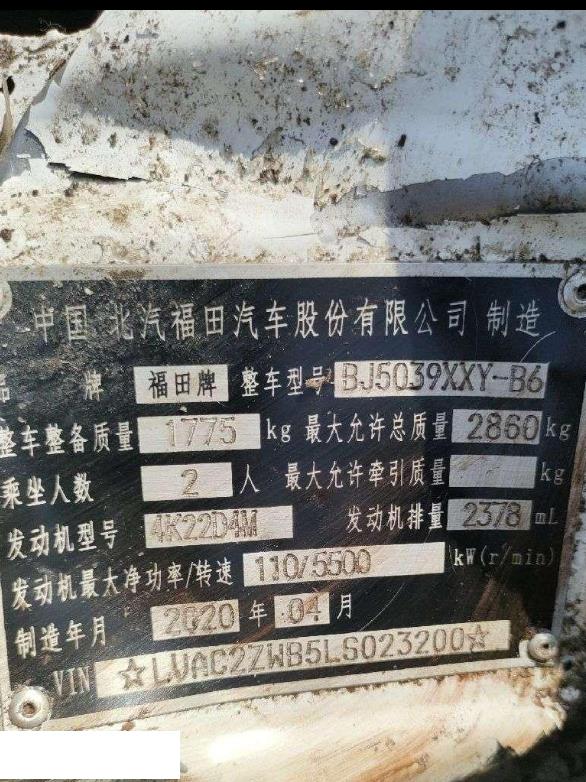 中国 北汽福田汽车股份有限公司 制造
品 牌 福田牌 整车型号 BJ5039XXY-B6
整车整备质量 1775 kg 最大允许总质量 2860 kg
乘坐人数 2 人 最大允许牵引质量 kg
发动机型号 4K22D4M 发动机排量 2378 mL
发动机最大净功率/转速 110/5500 kW(r/min)
制造年月 2020 年 04 月
VIN ☆LVAC2ZWB5LS023200☆